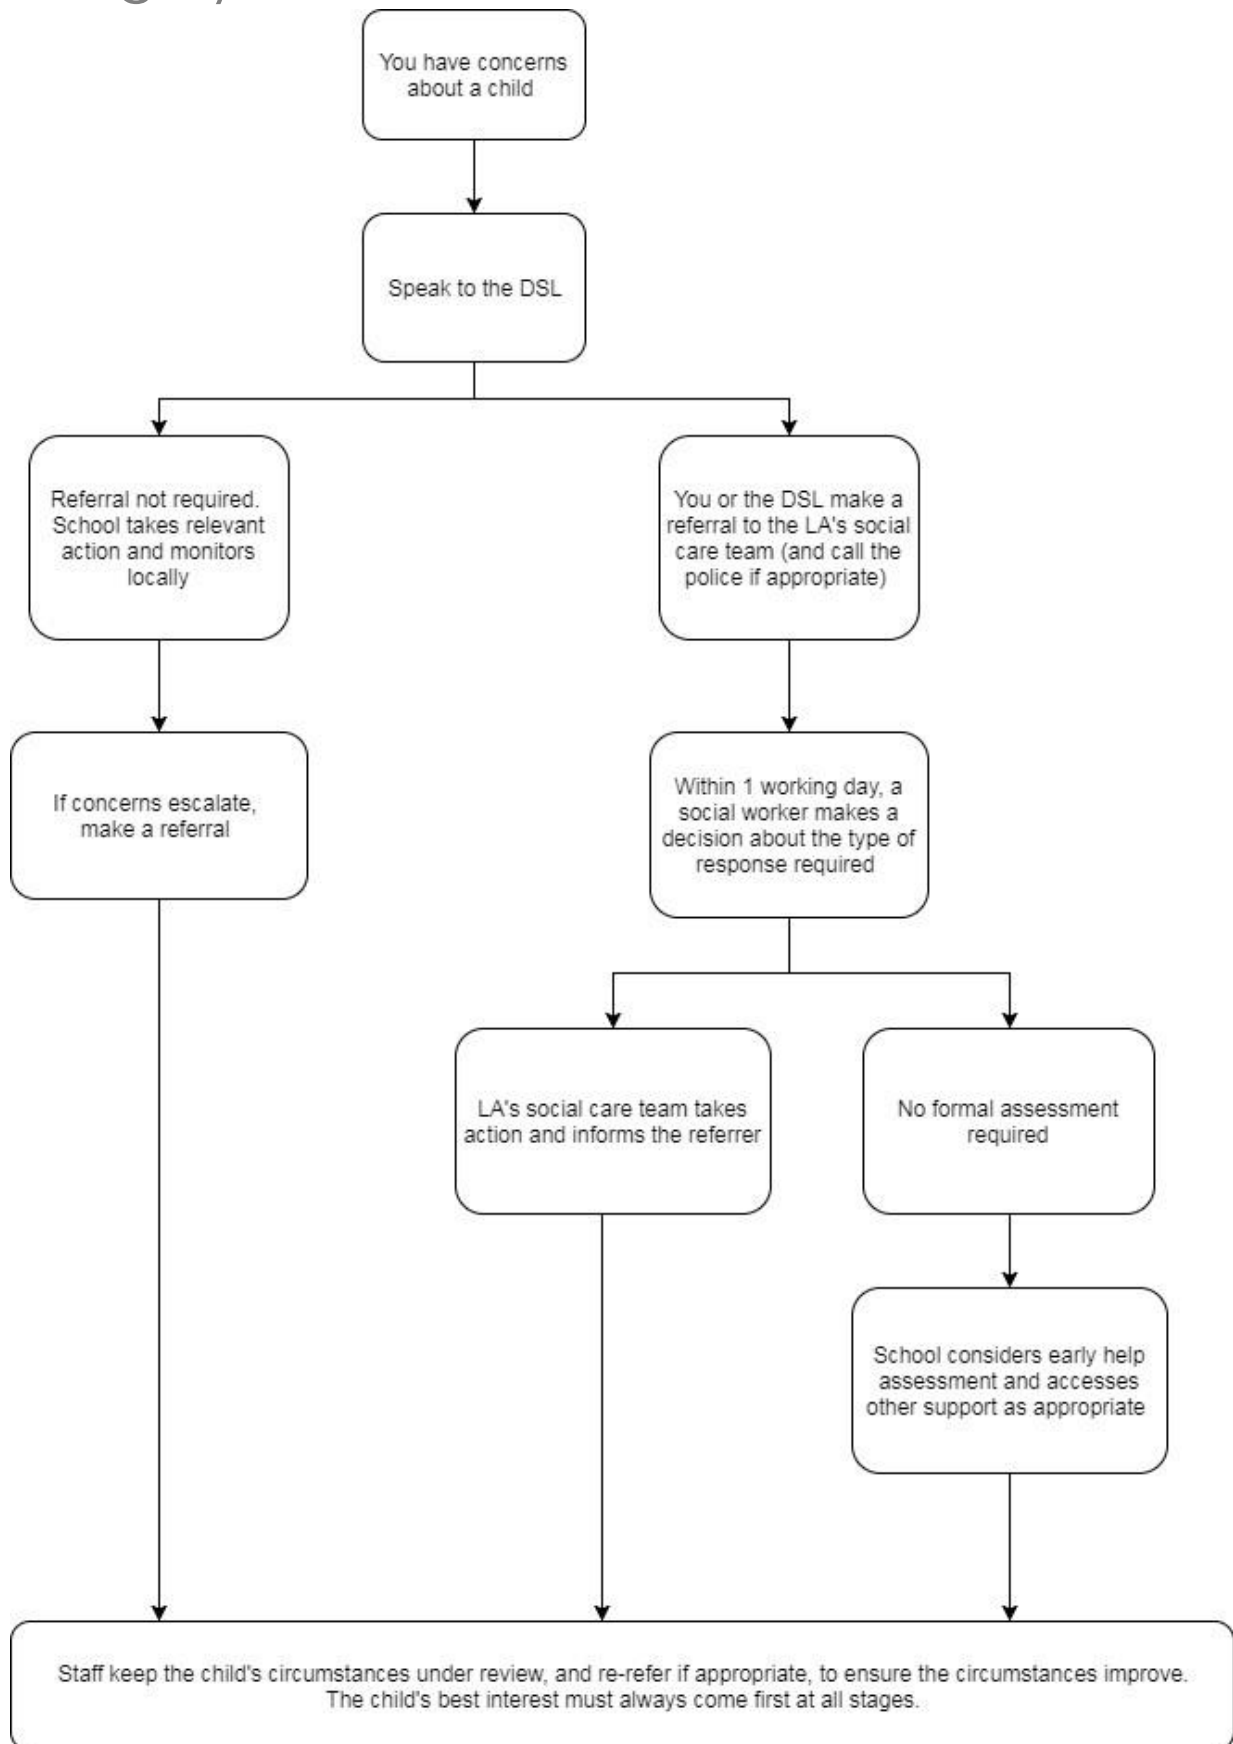 You have concerns
about a child
Speak to the DSL
Referral not required.
School takes relevant
action and monitors
locally
You or the DSL make a
referral to the LA's social
care team (and call the
police if appropriate)
If concerns escalate,
make a referral
Within 1 working day, a
social worker makes a
decision about the type of
response required
LA's social care team takes
action and informs the referrer
No formal assessment
required
School considers early help
assessment and accesses
other support as appropriate
Staff keep the child's circumstances under review, and re-refer if appropriate, to ensure the circumstances improve.
The child's best interest must always come first at all stages.